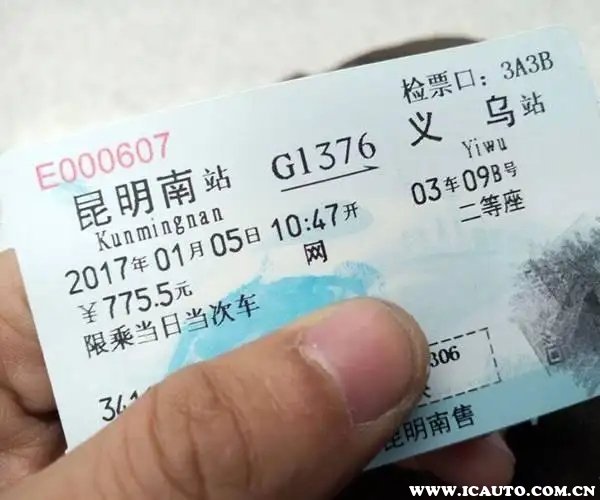 检票口：3A3B
E000607
昆明南站 G1376 义乌站
Kunmingnan Yiwu
2017年01月05日 10:47开 03车09B号
￥775.5元 网 二等座
限乘当日当次车
306
昆明南售
www.icauto.com.cn